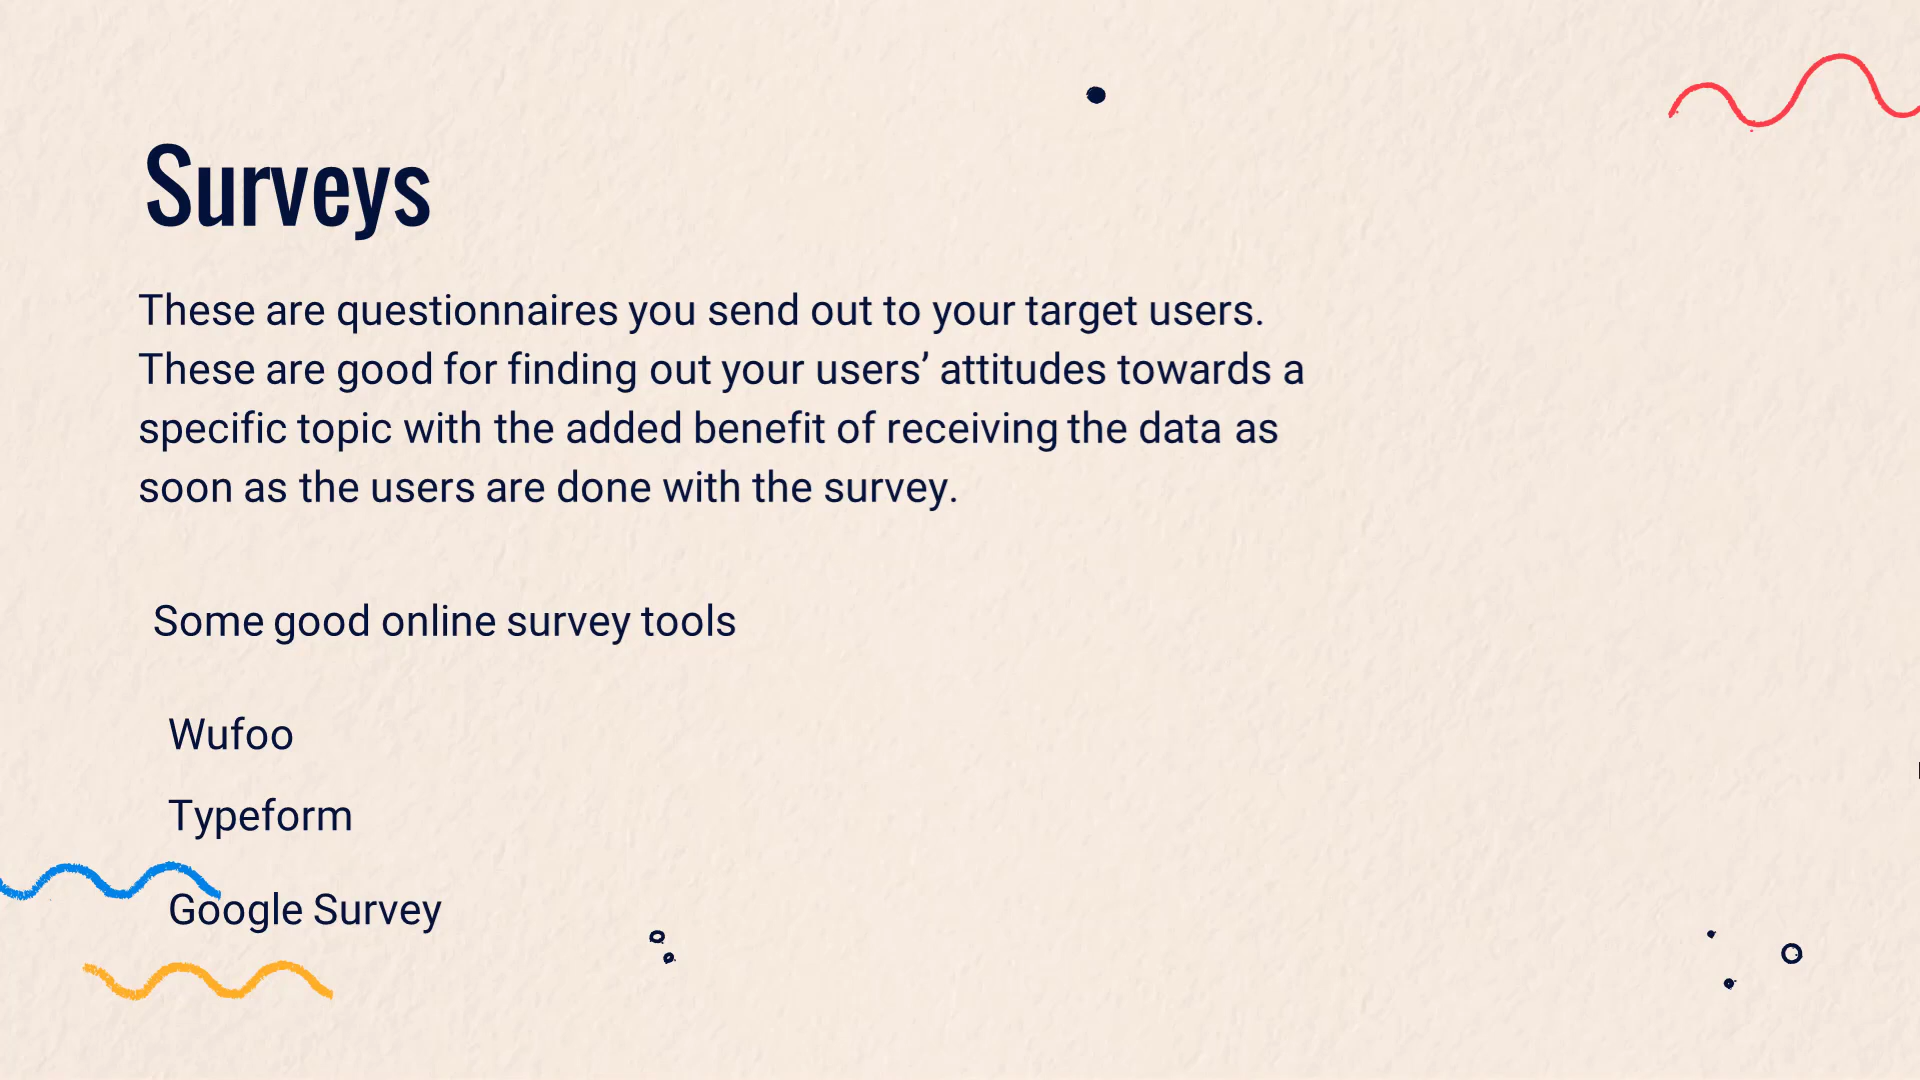 Surveys
These are questionnaires you send out to your target users.
These are good for finding out your users’ attitudes towards a
specific topic with the added benefit of receiving the data as
soon as the users are done with the survey.
Some good online survey tools
Wufoo
Typeform
Google Survey